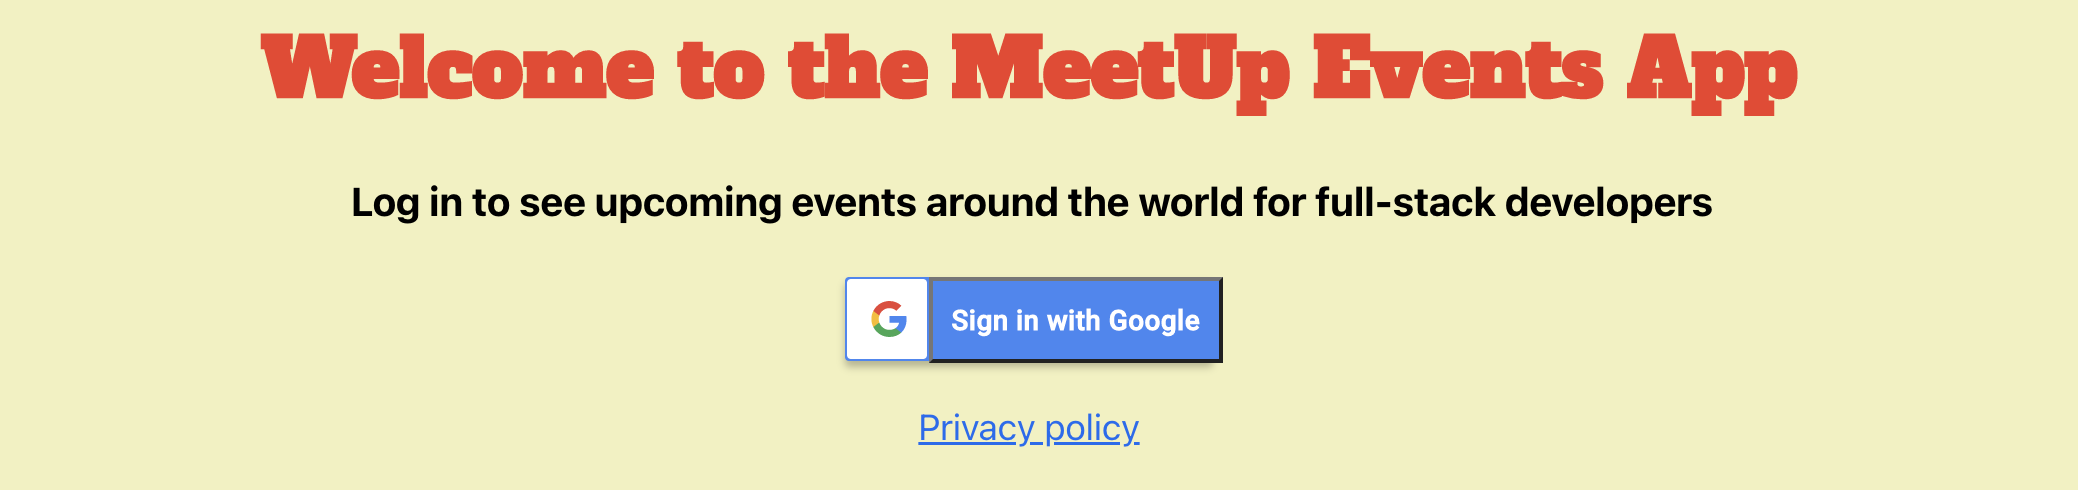 Welcome to the MeetUp Events App
Log in to see upcoming events around the world for full-stack developers
Sign in with Google
Privacy policy